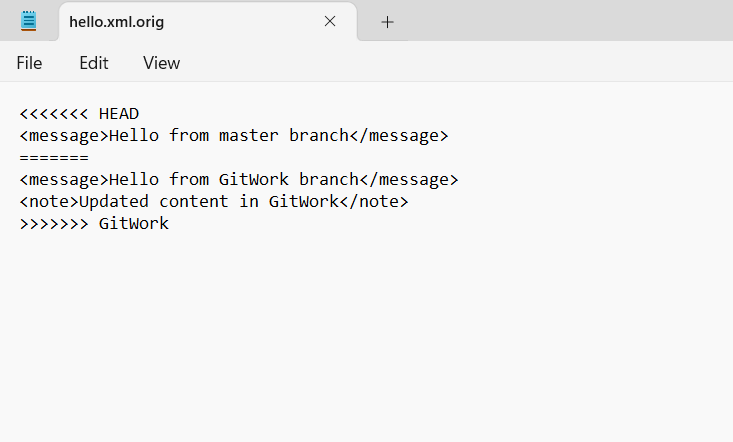 hello.xml.orig
File Edit View
<<<<<<< HEAD
<message>Hello from master branch</message>
=======
<message>Hello from GitWork branch</message>
<note>Updated content in GitWork</note>
>>>>>>> GitWork